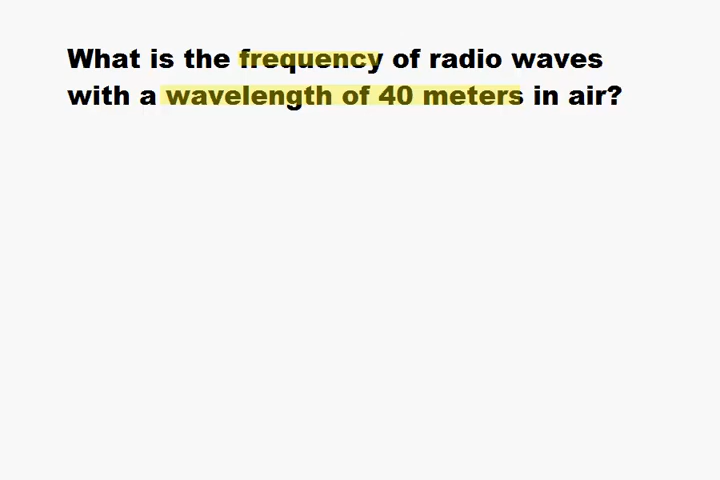 What is the frequency of radio waves
with a wavelength of 40 meters in air?